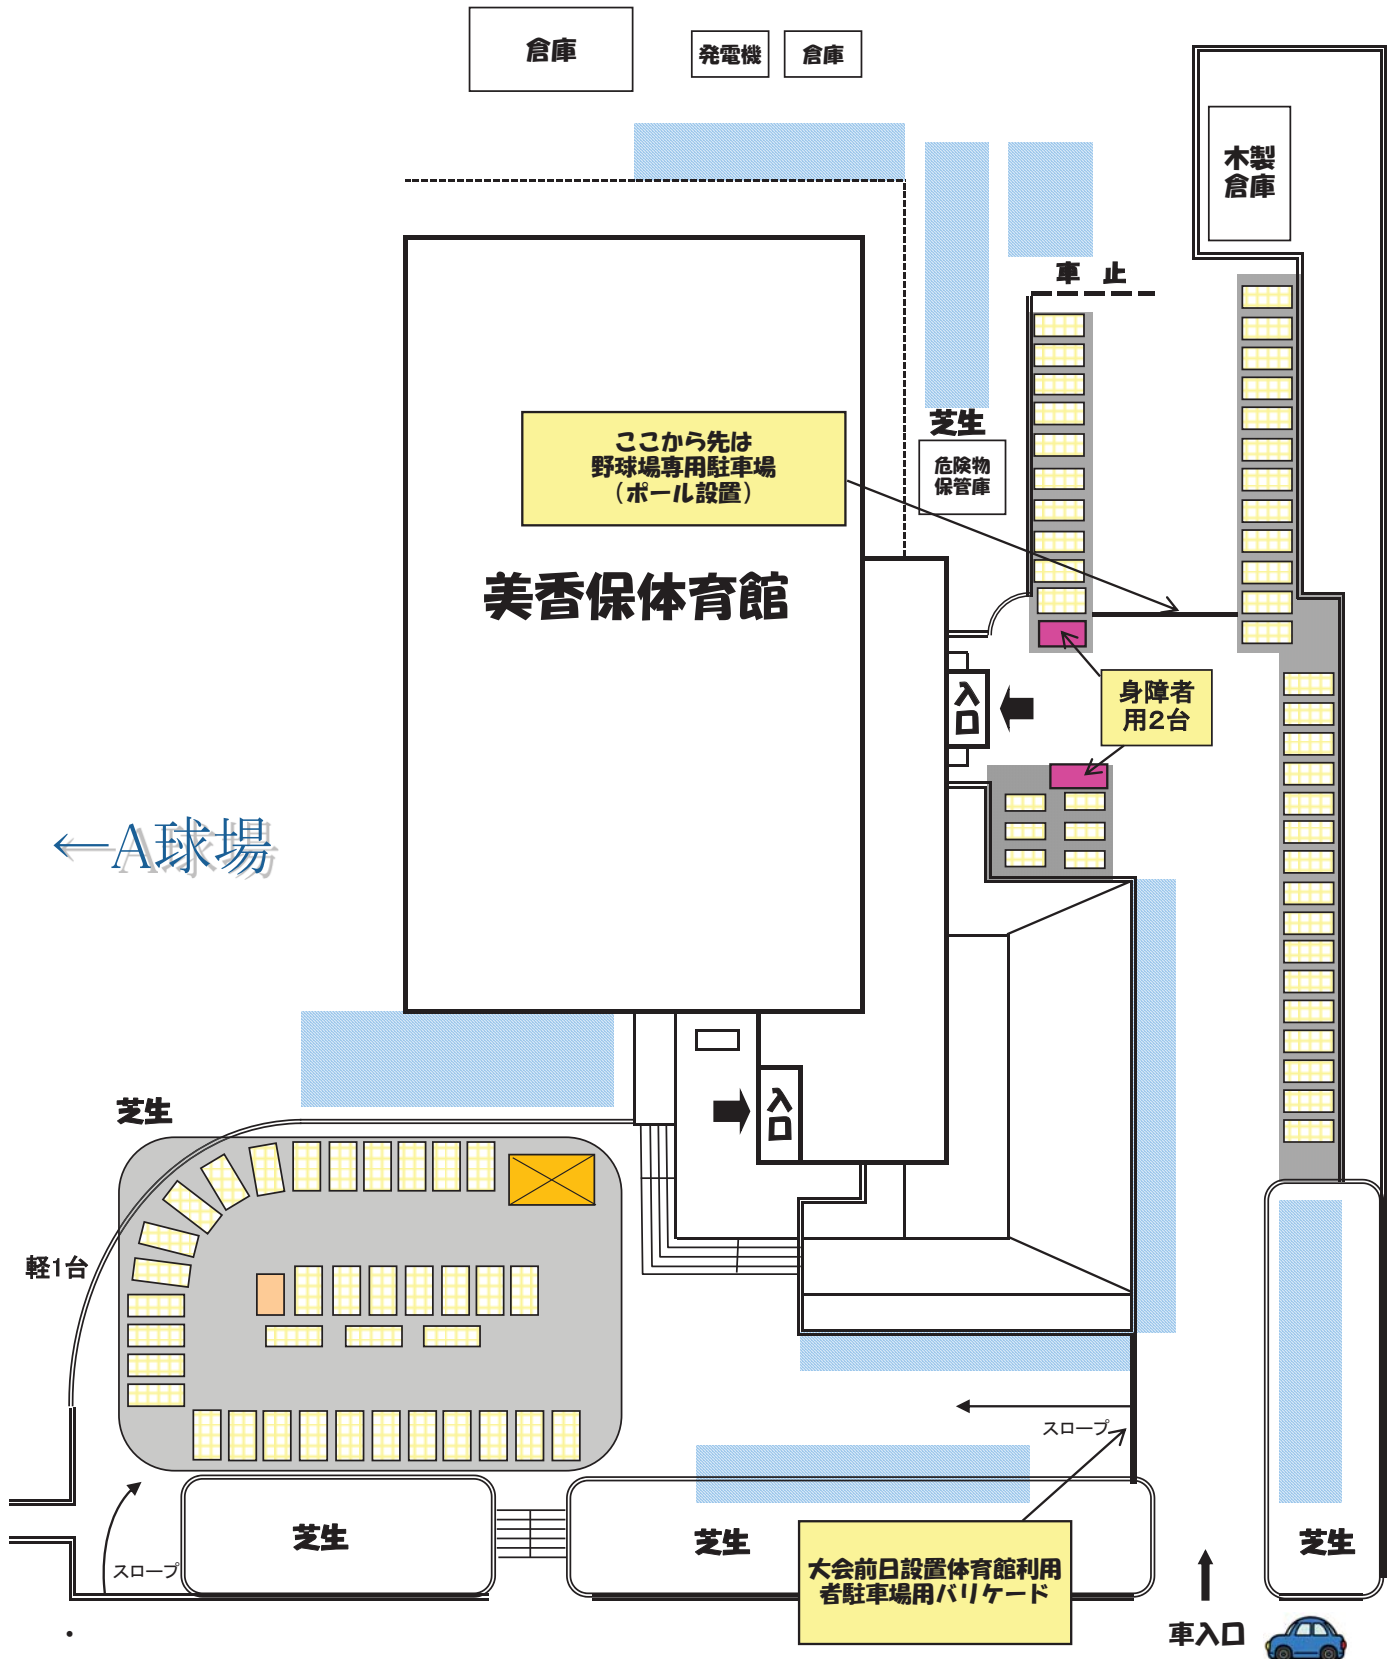 倉庫
発電機
倉庫
木製
倉庫
車 止
芝生
危険物
保管庫
ここから先は
野球場専用駐車場
（ポール設置）
美香保体育館
入口
身障者
用2台
←A球場
入口
芝生
軽1台
スロープ
芝生
スロープ
芝生
大会前日設置体育館利用
者駐車場用バリケード
芝生
車入口